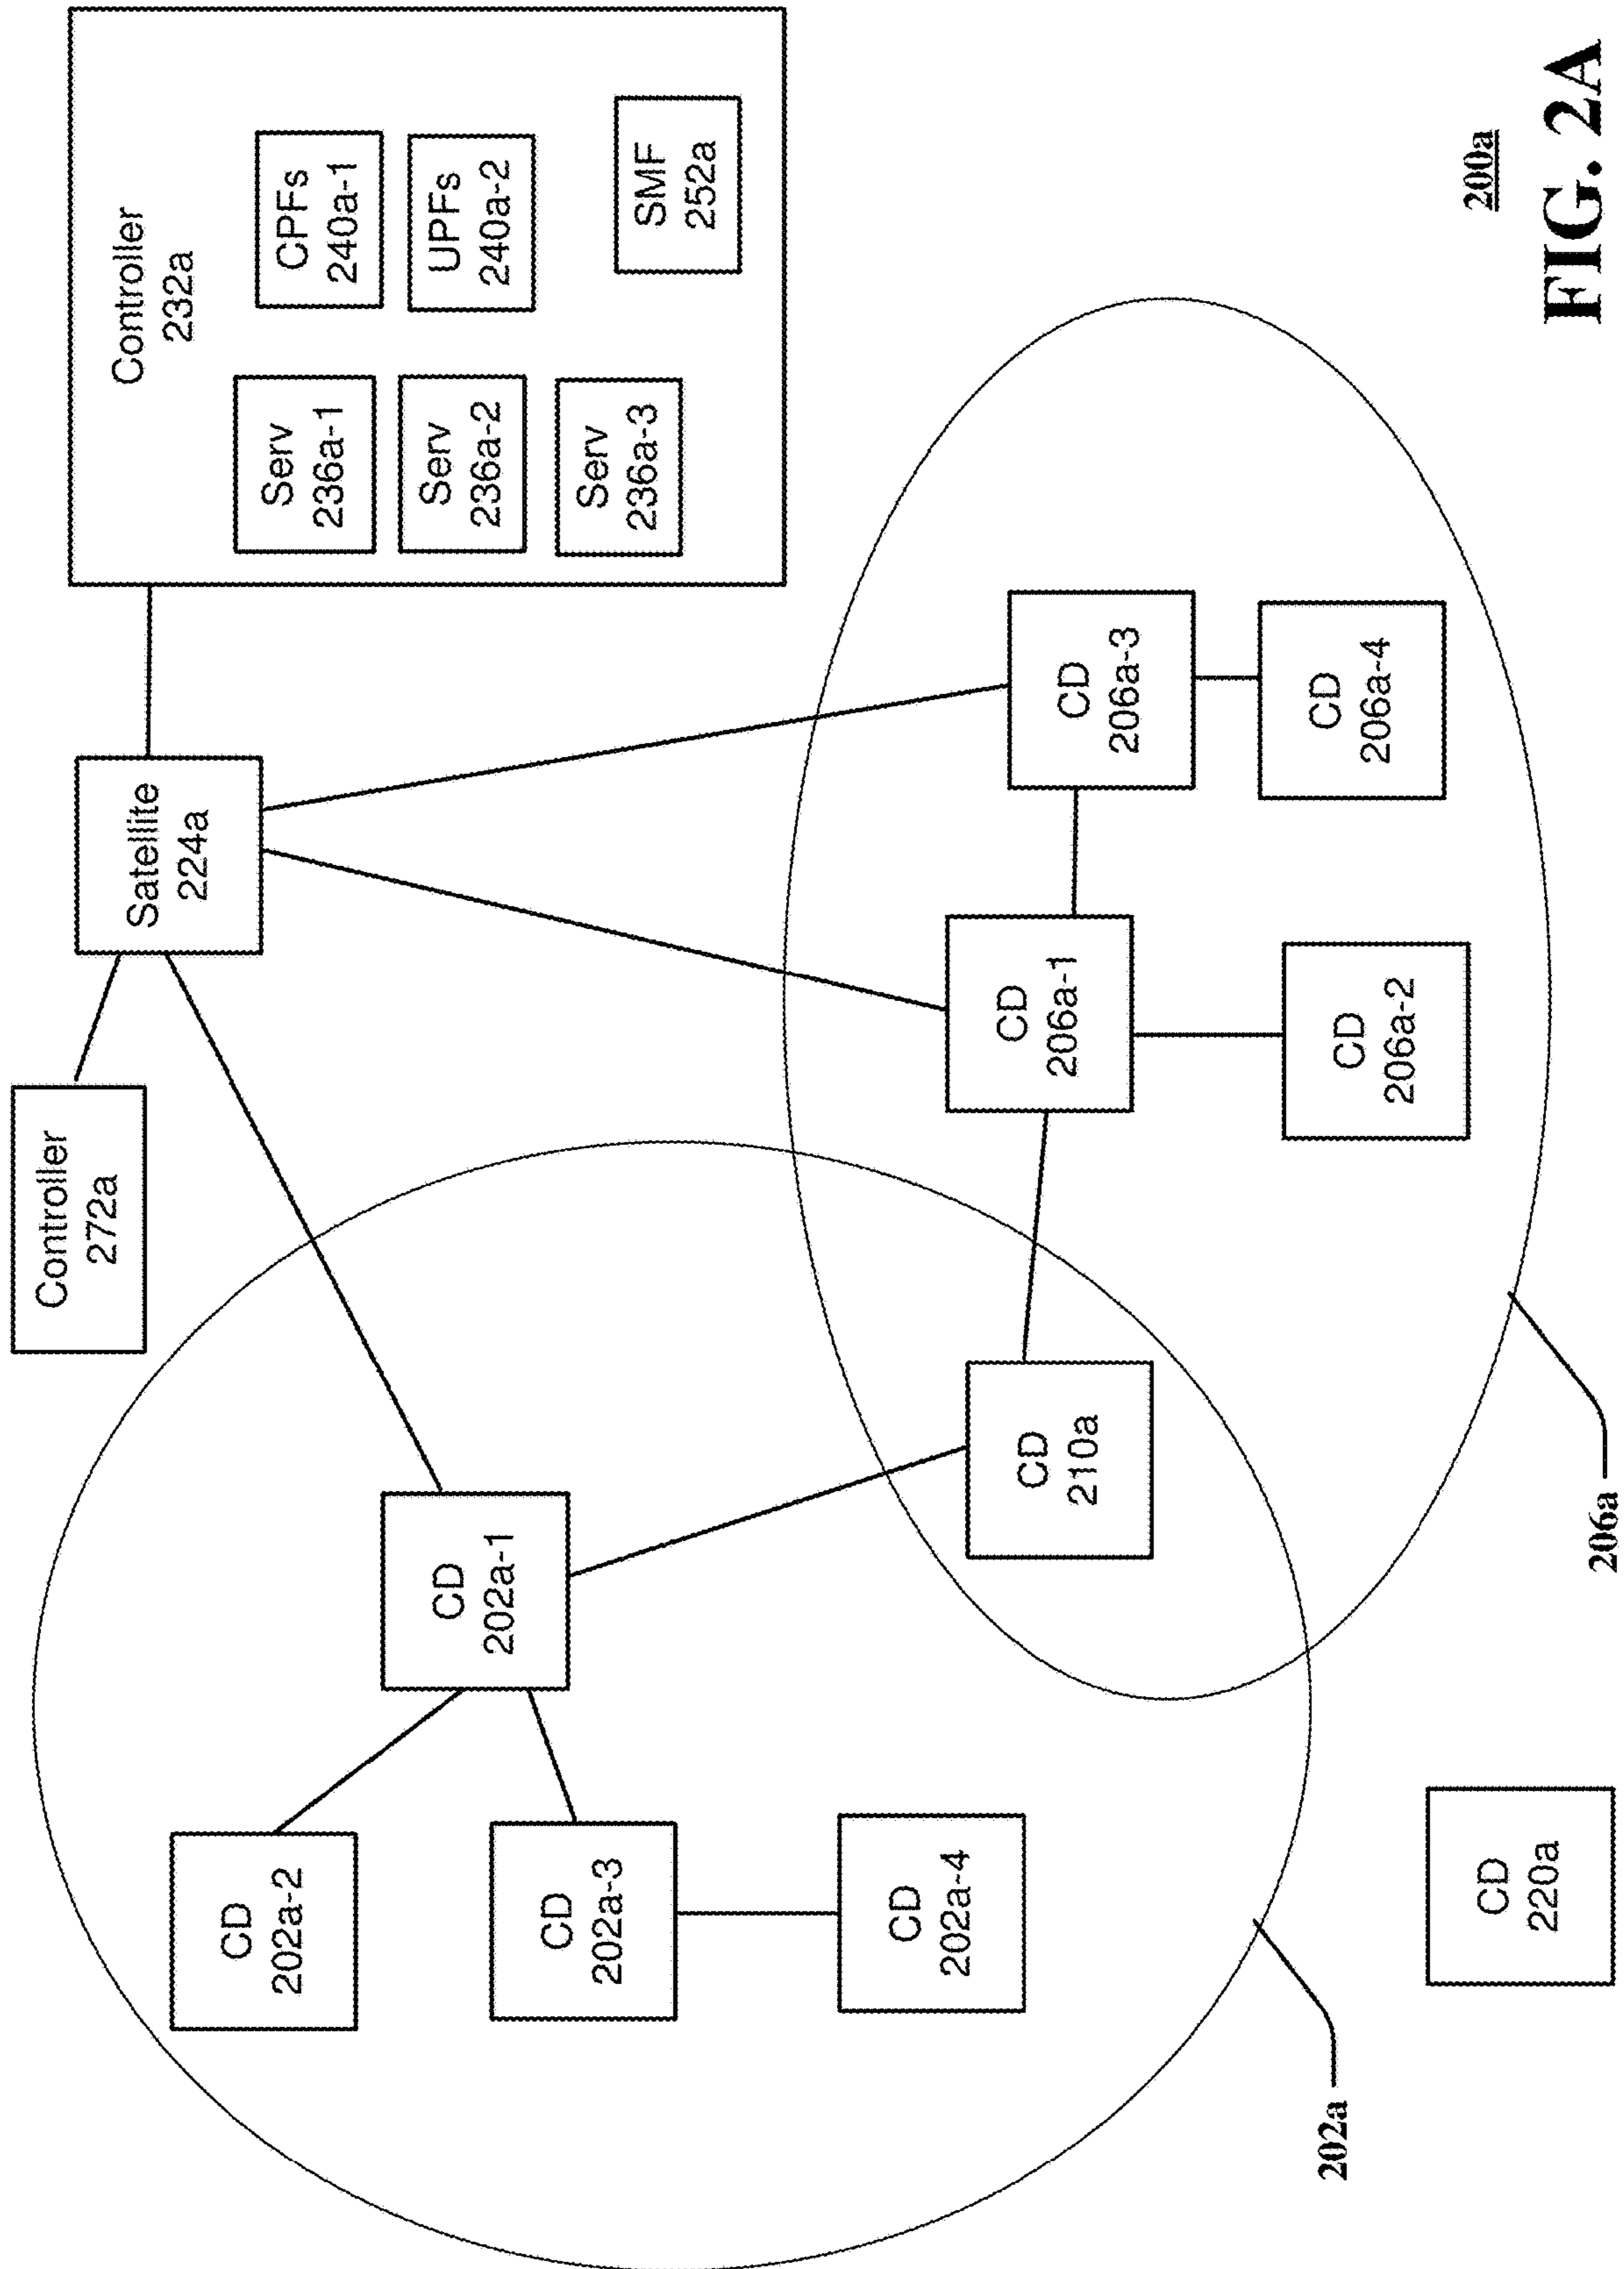 Controller
272a
Satellite
224a
Controller
232a
Serv
236a-1
CPFs
240a-1
Serv
236a-2
UPFs
240a-2
Serv
236a-3
SMF
252a
CD
202a-2
CD
202a-1
CD
202a-3
CD
202a-4
CD
210a
CD
206a-1
CD
206a-3
CD
206a-2
CD
206a-4
CD
220a
202a
206a
200a
FIG. 2A